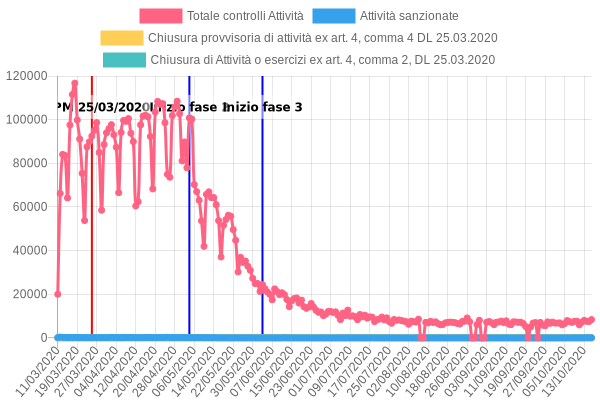 Totale controlli Attività Attività sanzionate
Chiusura provvisoria di attività ex art. 4, comma 4 DL 25.03.2020
Chiusura di Attività o esercizi ex art. 4, comma 2, DL 25.03.2020
120000
100000
80000
60000
40000
20000
0
PM 25/03/2020 Inizio fase 2 Inizio fase 3
11/03/2020 19/03/2020 27/03/2020 04/04/2020 12/04/2020 20/04/2020 28/04/2020 06/05/2020 14/05/2020 22/05/2020 30/05/2020 07/06/2020 15/06/2020 23/06/2020 01/07/2020 09/07/2020 17/07/2020 25/07/2020 02/08/2020 10/08/2020 18/08/2020 26/08/2020 03/09/2020 11/09/2020 19/09/2020 27/09/2020 05/10/2020 13/10/2020